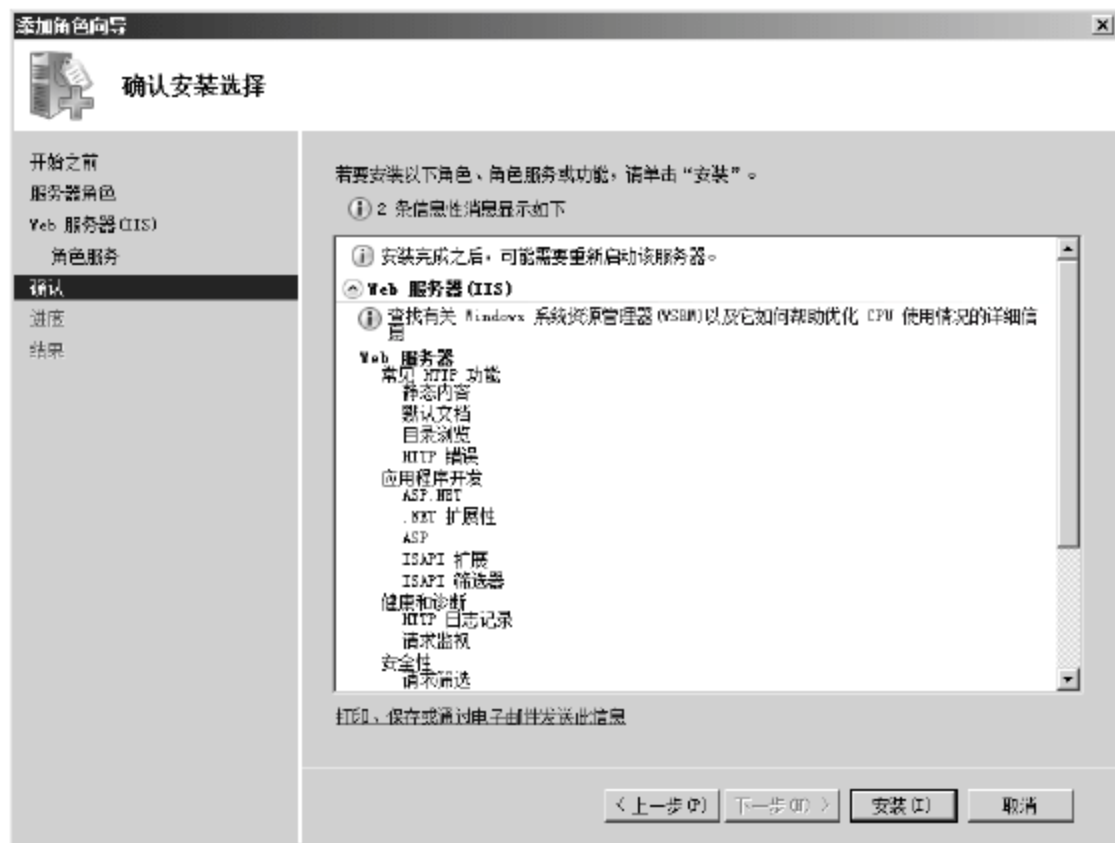 添加角色向导
确认安装选择
开始之前
服务器角色
Web 服务器(IIS)
角色服务
确认
进度
结果
若要安装以下角色、角色服务或功能，请单击“安装”。
2 条信息性消息显示如下
安装完成之后，可能需要重新启动该服务器。
Web 服务器(IIS)
查找有关 Windows 系统资源管理器(WSRM)以及它如何帮助优化 CPU 使用情况的详细信
息
Web 服务器
常见 HTTP 功能
静态内容
默认文档
目录浏览
HTTP 错误
应用程序开发
ASP.NET
.NET 扩展性
ASP
ISAPI 扩展
ISAPI 筛选器
健康和诊断
HTTP 日志记录
请求监视
安全性
请求筛选
打印、保存或通过电子邮件发送此信息
< 上一步(P)
下一步(N) >
安装(I)
取消